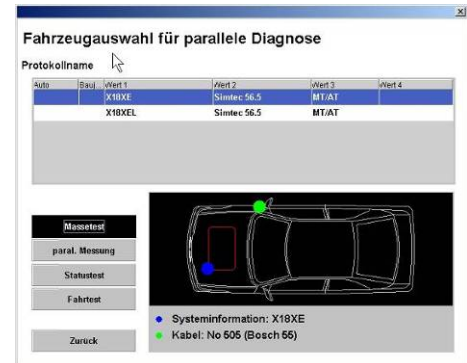 Fahrzeugauswahl für parallele Diagnose
Protokollname
Auto Bauj... Wert 1 Wert 2 Wert 3 Wert 4
X18XE Simtec 56.5 MT/AT
X18XEL Simtec 56.5 MT/AT
Massetest
paral. Messung
Statustest
Fahrtest
Zurück
Systeminformation: X18XE
Kabel: No 505 (Bosch 55)